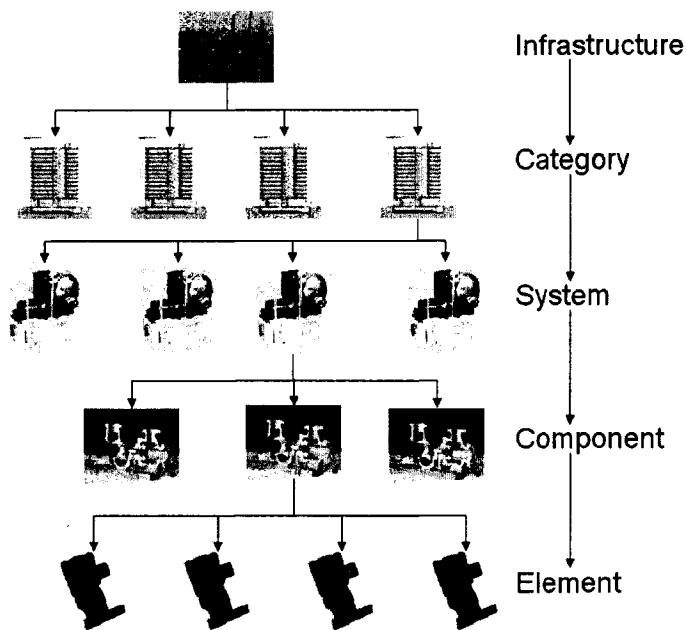 Infrastructure
Category
System
Component
Element